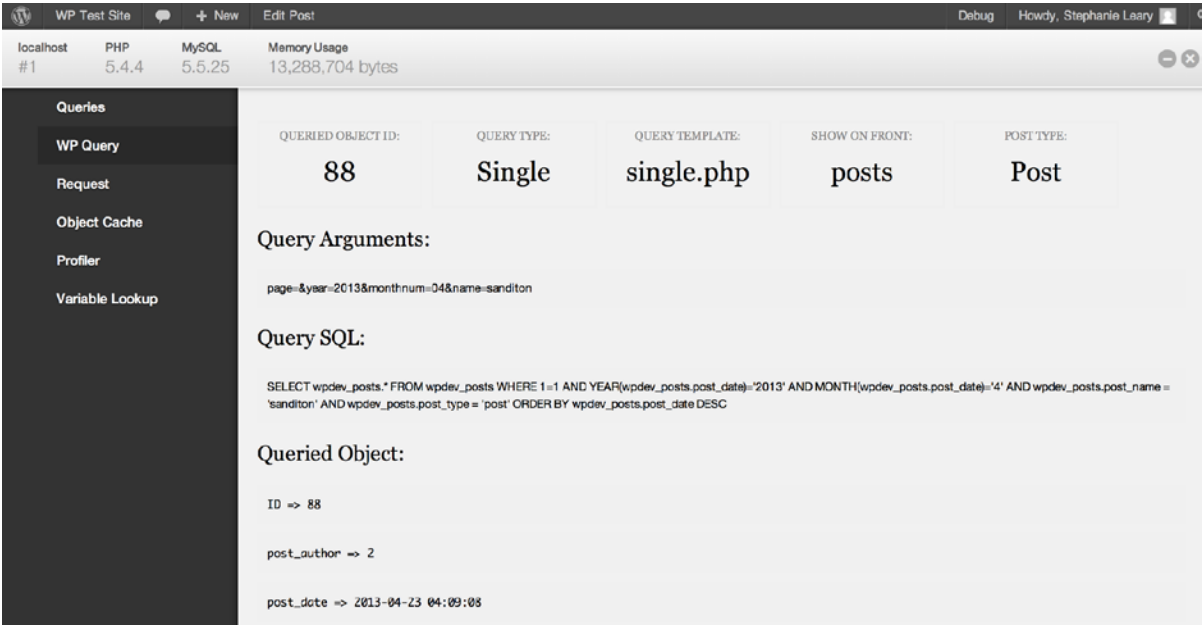 WP Test Site + New Edit Post Debug Howdy, Stephanie Leary
localhost PHP MySQL Memory Usage
#1 5.4.4 5.5.25 13,288,704 bytes
Queries
WP Query
Request
Object Cache
Profiler
Variable Lookup
QUERIED OBJECT ID: QUERY TYPE: QUERY TEMPLATE: SHOW ON FRONT: POST TYPE:
88 Single single.php posts Post
Query Arguments:
page=&year=2013&monthnum=04&name=sanditon
Query SQL:
SELECT wpdev_posts.* FROM wpdev_posts WHERE 1=1 AND YEAR(wpdev_posts.post_date)='2013' AND MONTH(wpdev_posts.post_date)='4' AND wpdev_posts.post_name =
'sanditon' AND wpdev_posts.post_type = 'post' ORDER BY wpdev_posts.post_date DESC
Queried Object:
ID => 88
post_author => 2
post_date => 2013-04-23 04:09:08